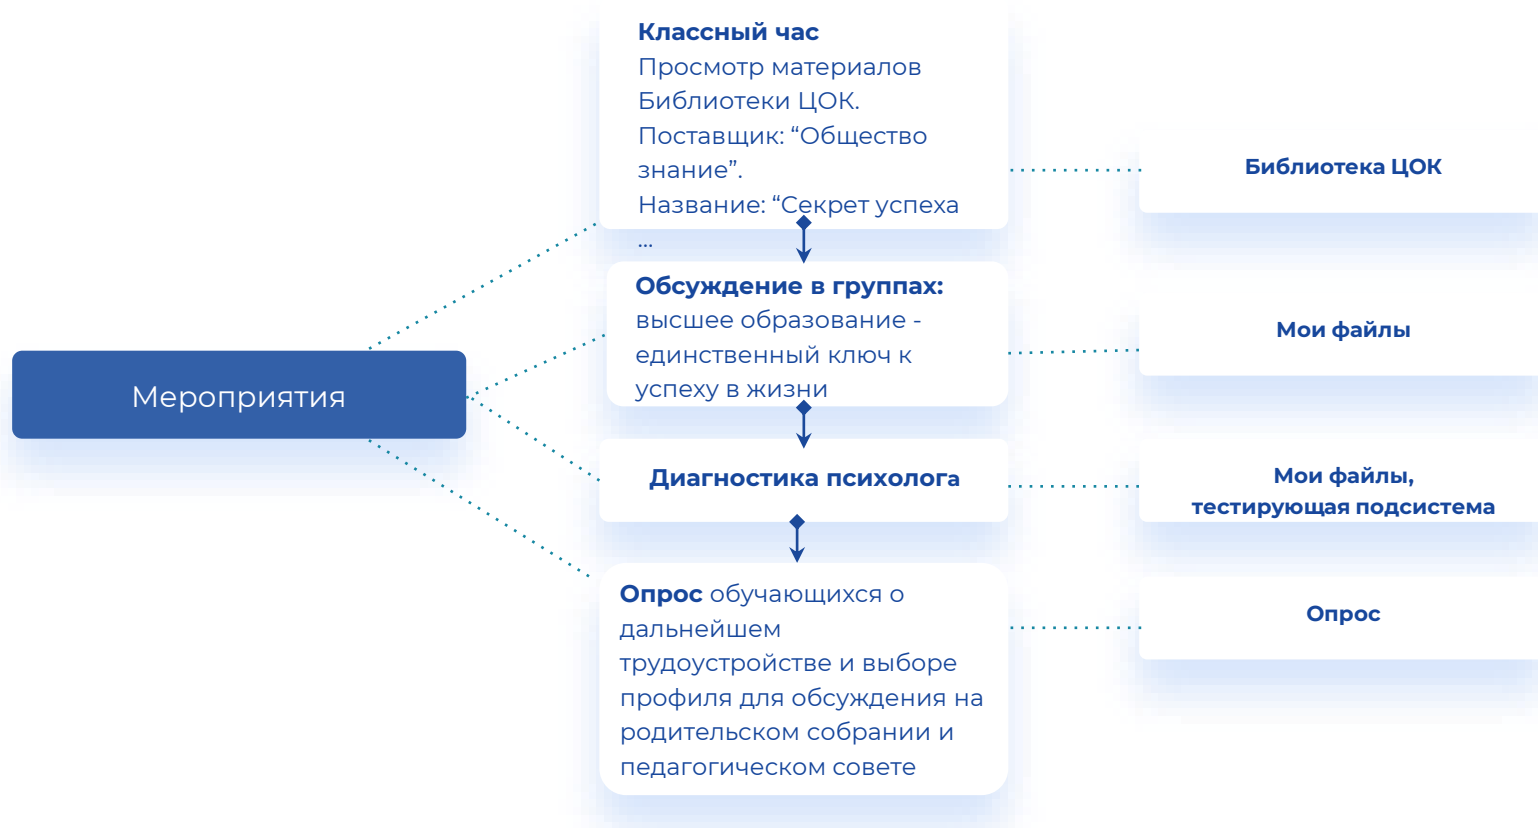 Мероприятия
Классный час
Просмотр материалов
Библиотеки ЦОК.
Поставщик: “Общество
знание”.
Название: “Секрет успеха
...
Обсуждение в группах:
высшее образование -
единственный ключ к
успеху в жизни
Диагностика психолога
Опрос обучающихся о
дальнейшем
трудоустройстве и выборе
профиля для обсуждения на
родительском собрании и
педагогическом совете
Библиотека ЦОК
Мои файлы
Мои файлы,
тестирующая подсистема
Опрос